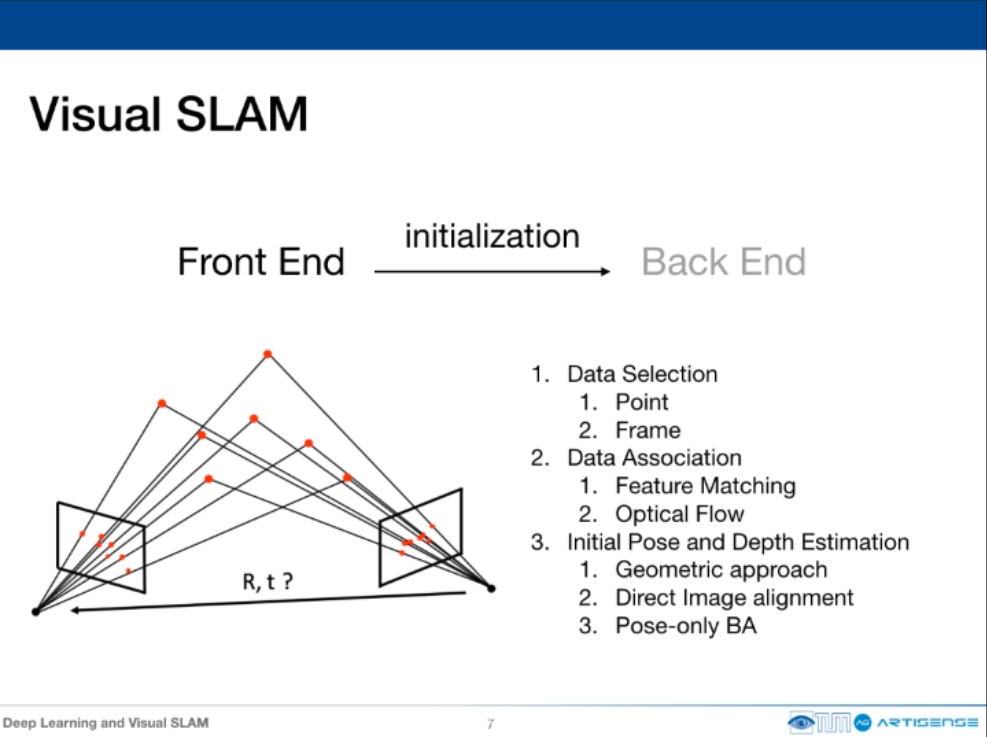 Visual SLAM
initialization
Front End
Back End
R, t ?
1. Data Selection
1. Point
2. Frame
2. Data Association
1. Feature Matching
2. Optical Flow
3. Initial Pose and Depth Estimation
1. Geometric approach
2. Direct Image alignment
3. Pose-only BA
Deep Learning and Visual SLAM
7
TUM
AS
ARTISENSE